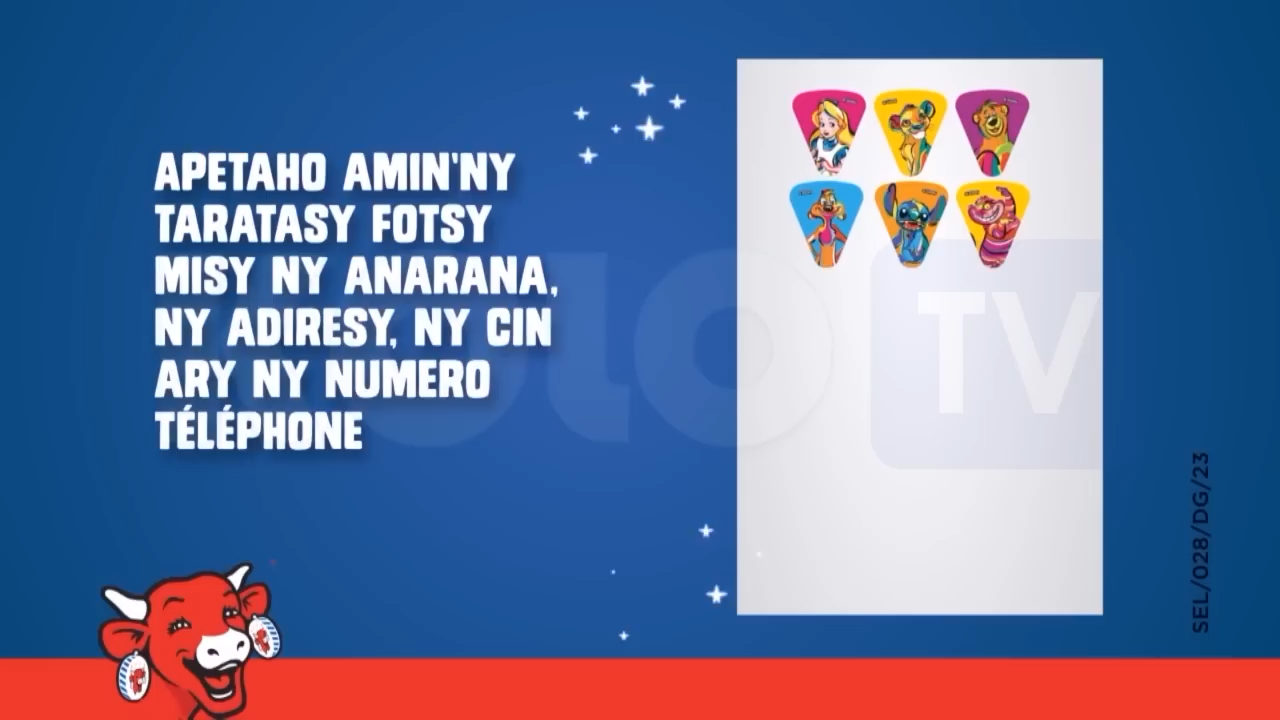 APETAHO AMIN'NY
TARATASY FOTSY
MISY NY ANARANA,
NY ADIRESY, NY CIN
ARY NY NUMERO
TÉLÉPHONE
TV
SEL/028/DG/23